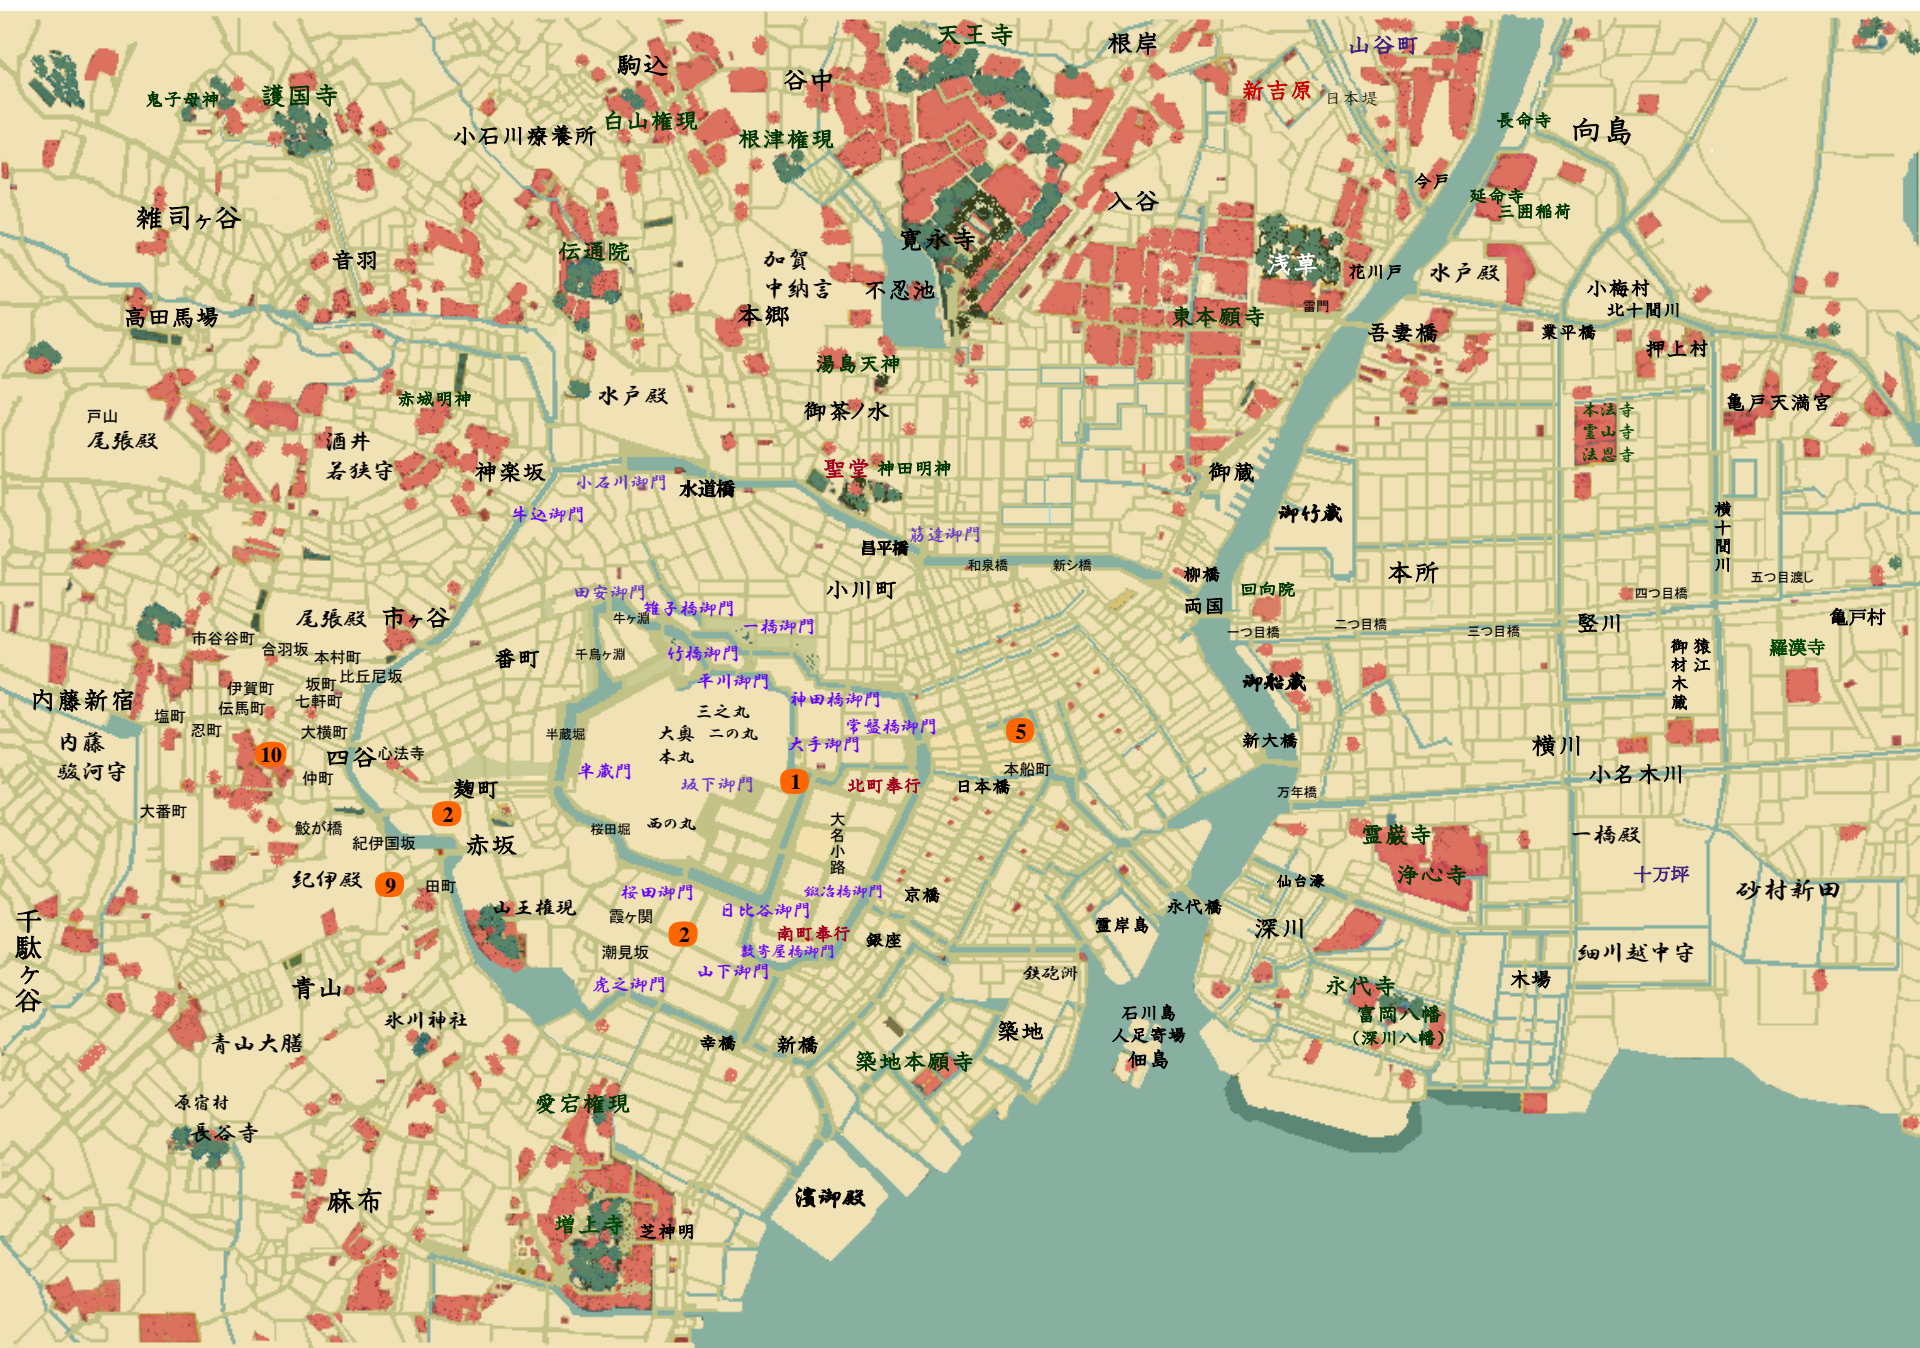 天王寺
根岸
山谷町
駒込
谷中
新吉原
日本堤
鬼子母神
護国寺
白山権現
長命寺
向島
小石川療養所
根津権現
今戸
延命寺
三囲稲荷
雑司ヶ谷
入谷
音羽
伝通院
寛永寺
加賀
中納言
浅草
花川戸
水戸殿
不忍池
小梅村
北十間川
高田馬場
本郷
東本願寺
雷門
吾妻橋
業平橋
押上村
湯島天神
赤城明神
水戸殿
御茶ノ水
亀戸天満宮
本法寺
霊山寺
法恩寺
戸山
尾張殿
酒井
若狭守
神楽坂
聖堂
神田明神
御蔵
小石川御門
水道橋
牛込御門
御竹蔵
横十間川
昌平橋
筋違御門
和泉橋
新シ橋
柳橋
本所
五つ目渡し
小川町
回向院
四つ目橋
田安御門
雉子橋御門
両国
牛ヶ淵
一橋御門
一つ目橋
二つ目橋
三つ目橋
竪川
亀戸村
尾張殿
市ヶ谷
市谷谷町
合羽坂
本村町
比丘尼坂
番町
千鳥ヶ淵
竹橋御門
猿江
御材木蔵
羅漢寺
平川御門
御船蔵
伊賀町
坂町
内藤新宿
伝馬町
七軒町
神田橋御門
塩町
忍町
大横町
三之丸
常盤橋御門
大奥
二の丸
大手御門
半蔵堀
5
新大橋
横川
内藤
駿河守
10
四谷
心法寺
本丸
半蔵門
本船町
小名木川
仲町
坂下御門
1
北町奉行
日本橋
麹町
万年橋
大番町
2
鮫が橋
桜田堀
西の丸
大名小路
紀伊国坂
赤坂
霊巌寺
一橋殿
浄心寺
十万坪
紀伊殿
9
田町
桜田御門
鍛冶橋御門
京橋
仙台濠
砂村新田
山王権現
霞ヶ関
日比谷御門
永代橋
千駄ヶ谷
2
南町奉行
銀座
霊岸島
深川
潮見坂
数寄屋橋御門
細川越中守
山下御門
鉄砲洲
木場
青山
虎之御門
永代寺
氷川神社
石川島
人足寄場
佃島
富岡八幡
(深川八幡)
青山大膳
幸橋
新橋
築地
築地本願寺
原宿村
愛宕権現
長谷寺
麻布
濱御殿
増上寺
芝神明